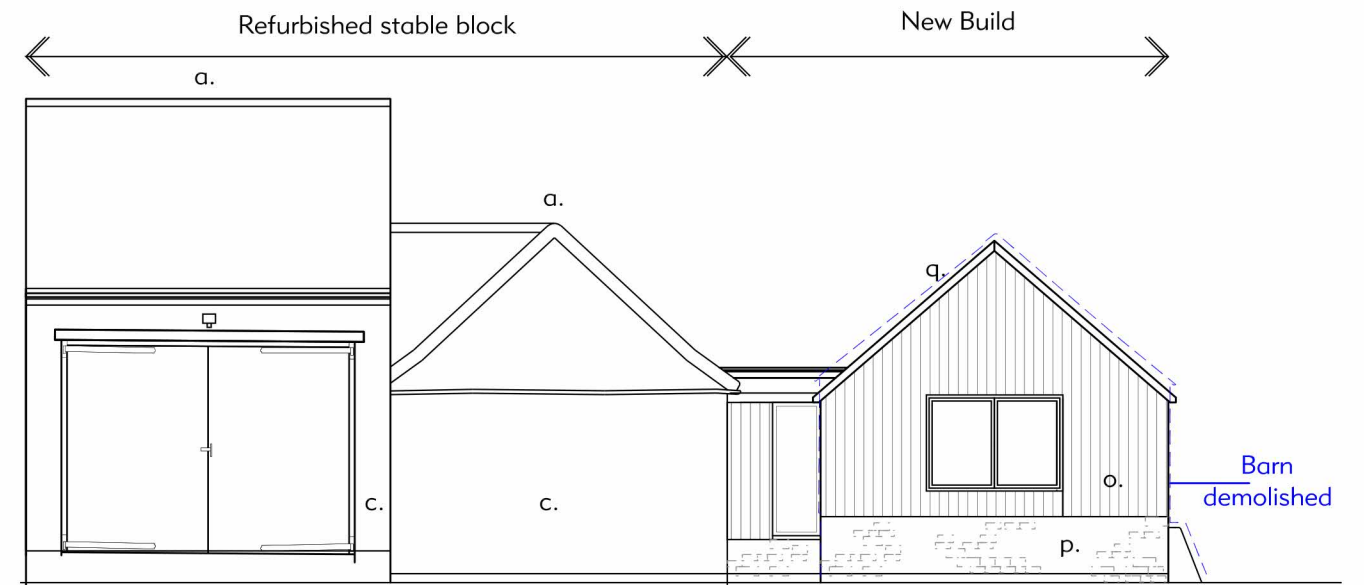 Refurbished stable block
New Build
a.
a.
q.
c.
c.
o.
p.
Barn
demolished